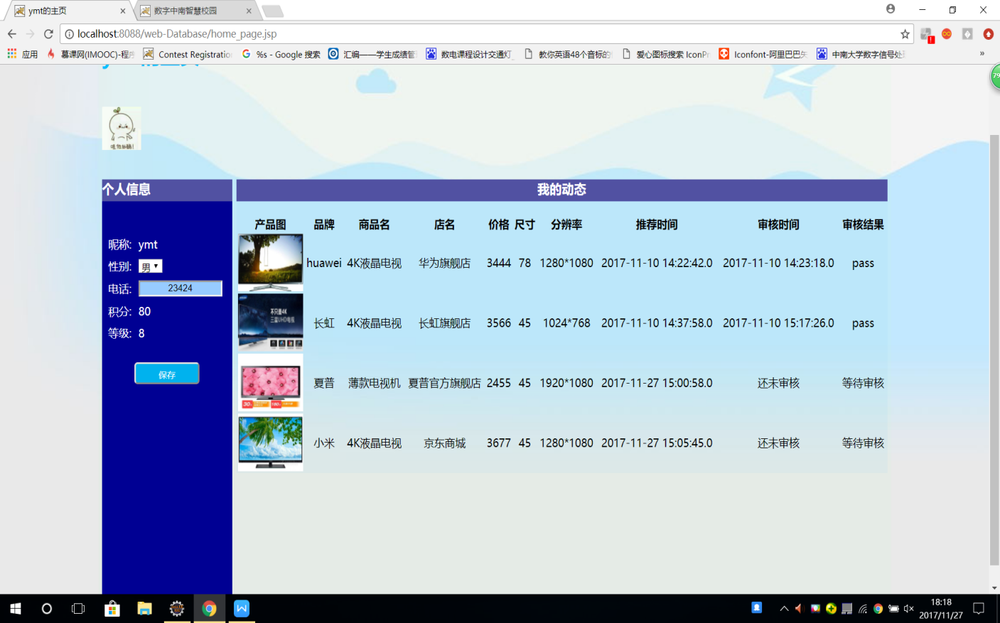 ymt的主页
数字中南智慧校园
localhost:8088/web-Database/home_page.jsp
应用
慕课网(IMOOC)-程序
Contest Registration
%s - Google 搜索
汇编——学生成绩管
数电课程设计交通灯_
教你英语48个音标的
爱心图标搜索 IconPr
Iconfont-阿里巴巴矢
中南大学数字信号处理
»
79
个人信息
我的动态
昵称: ymt
性别: 男
电话: 23424
积分: 80
等级: 8
保存
产品图 品牌 商品名 店名 价格 尺寸 分辨率 推荐时间 审核时间 审核结果
huawei 4K液晶电视 华为旗舰店 3444 78 1280*1080 2017-11-10 14:22:42.0 2017-11-10 14:23:18.0 pass
不只是4K
长虹 4K液晶电视 长虹旗舰店 3566 45 1024*768 2017-11-10 14:37:58.0 2017-11-10 15:17:26.0 pass
夏普 薄款电视机 夏普官方旗舰店 2455 45 1920*1080 2017-11-27 15:00:58.0 还未审核 等待审核
小米 4K液晶电视 京东商城 3677 45 1280*1080 2017-11-27 15:05:45.0 还未审核 等待审核
18:18
2017/11/27